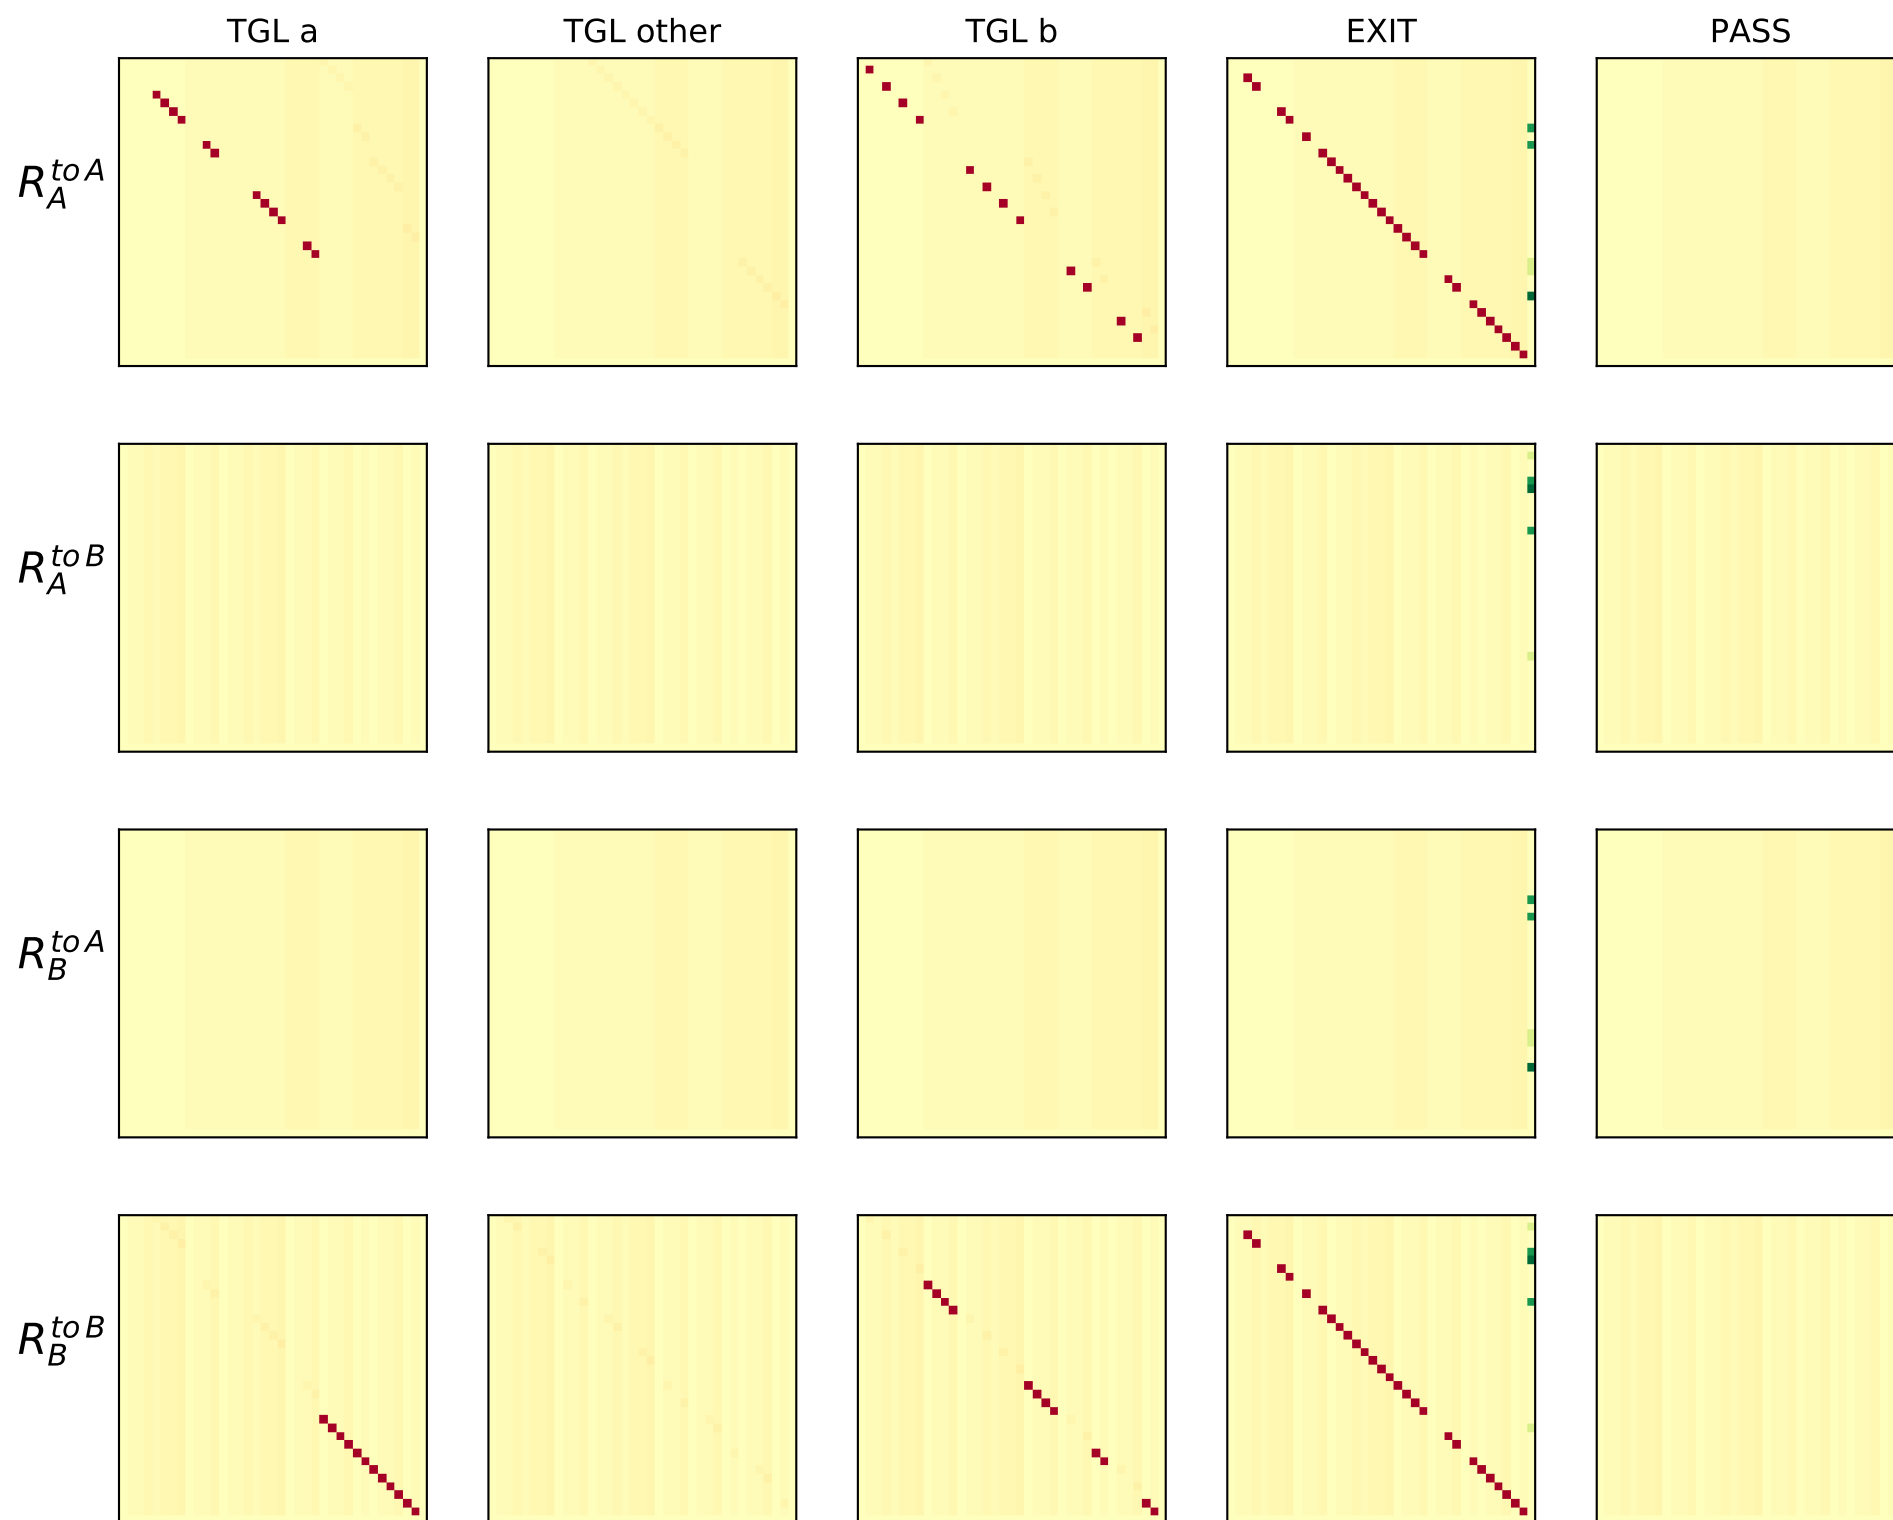 TGL a TGL other TGL b EXIT PASS
R_A^{to A}
R_A^{to B}
R_B^{to A}
R_B^{to B}